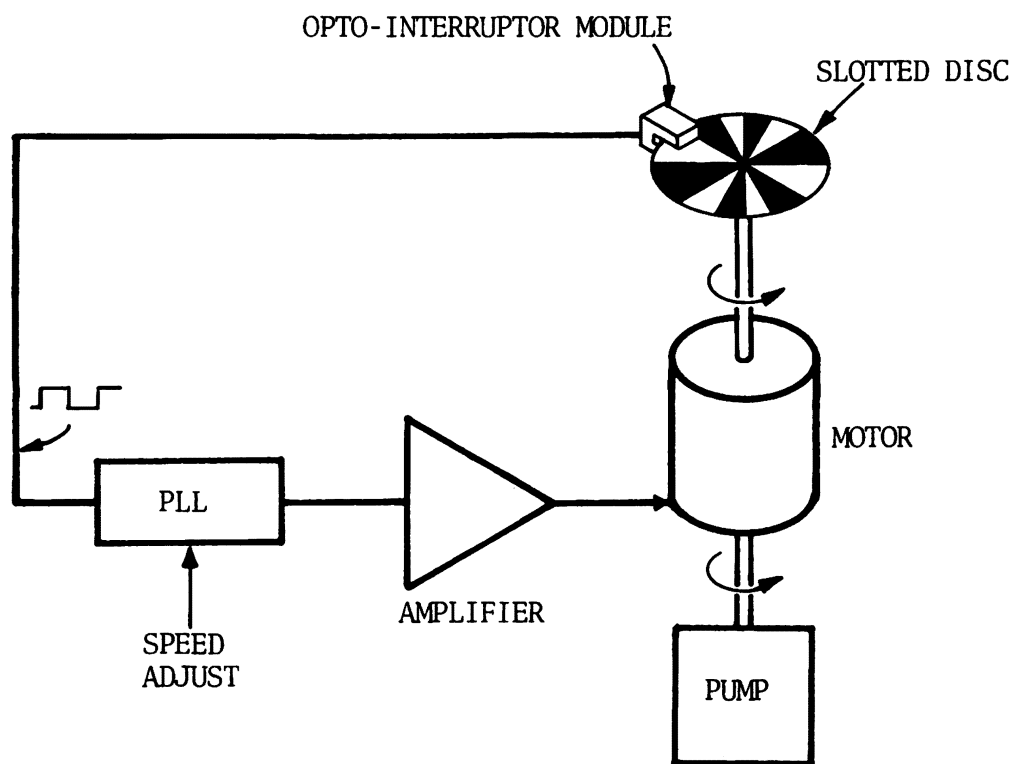 OPTO-INTERRUPTOR MODULE
SLOTTED DISC
MOTOR
PLL
AMPLIFIER
SPEED
ADJUST
PUMP